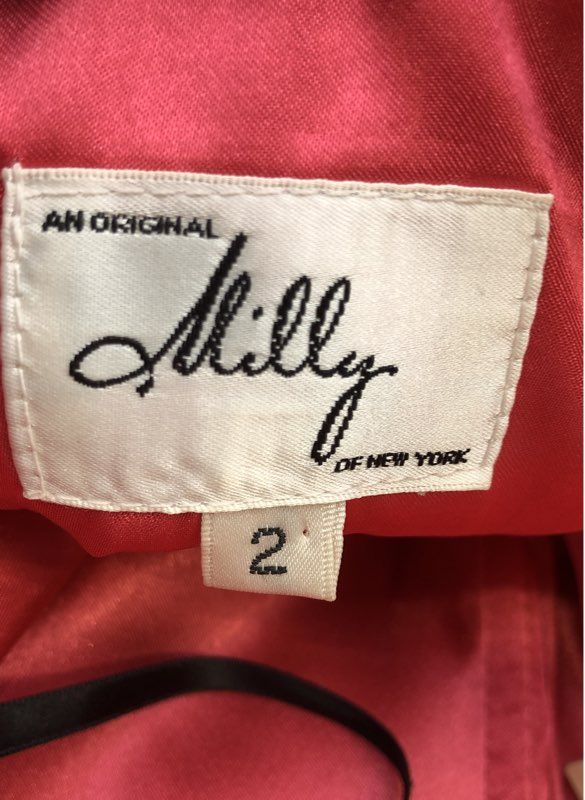 AN ORIGINAL
Milly
OF NEW YORK
2